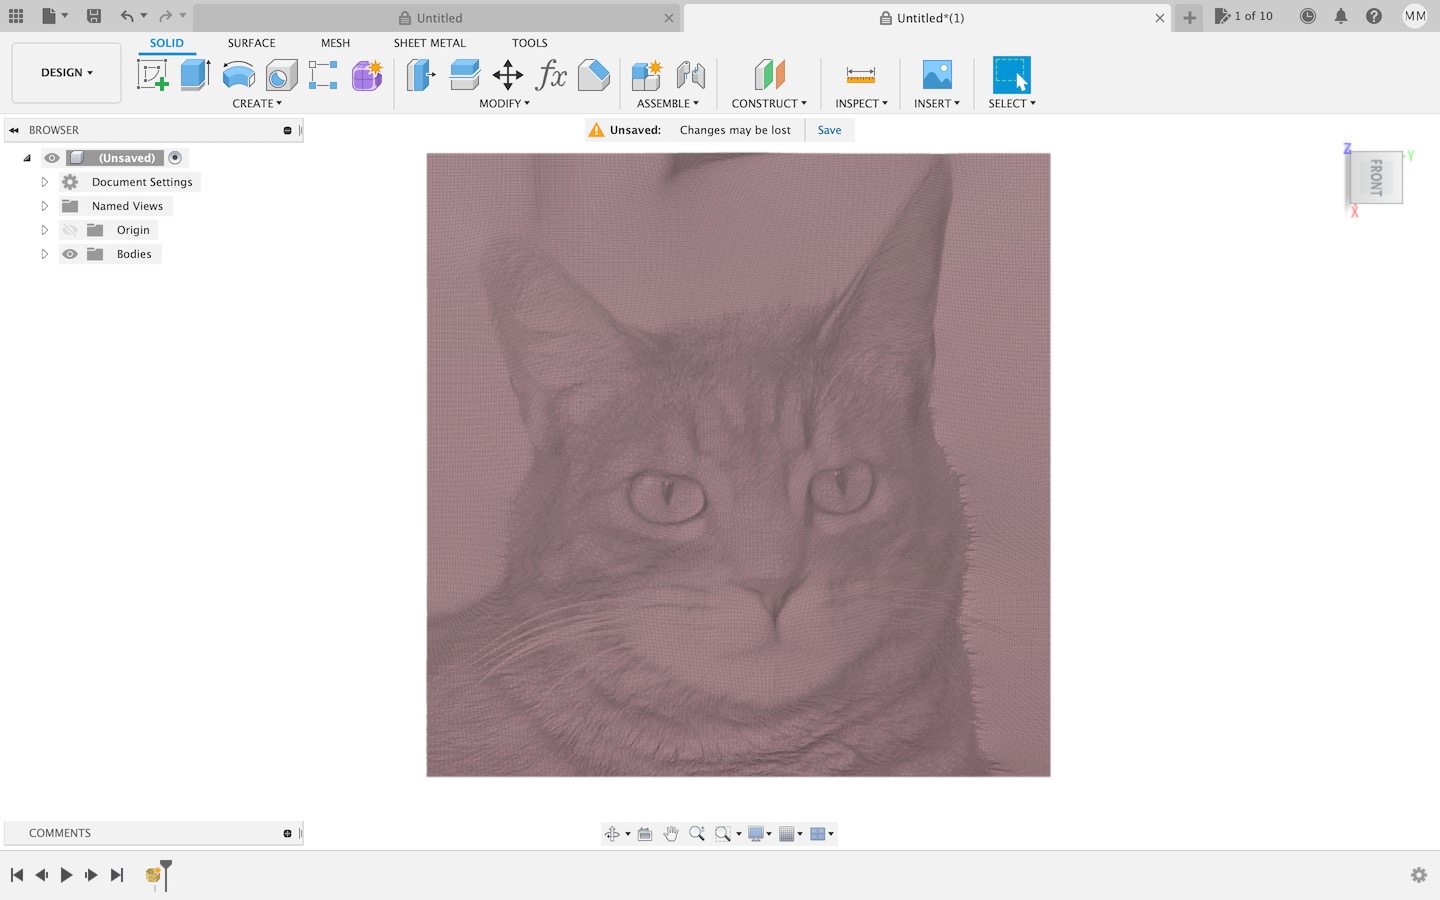 Untitled
Untitled*(1)
1 of 10
MM
DESIGN
SOLID
SURFACE
MESH
SHEET METAL
TOOLS
CREATE
MODIFY
ASSEMBLE
CONSTRUCT
INSPECT
INSERT
SELECT
fx
BROWSER
Unsaved: Changes may be lost
Save
(Unsaved)
Document Settings
Named Views
Origin
Bodies
Z
Y
FRONT
X
COMMENTS